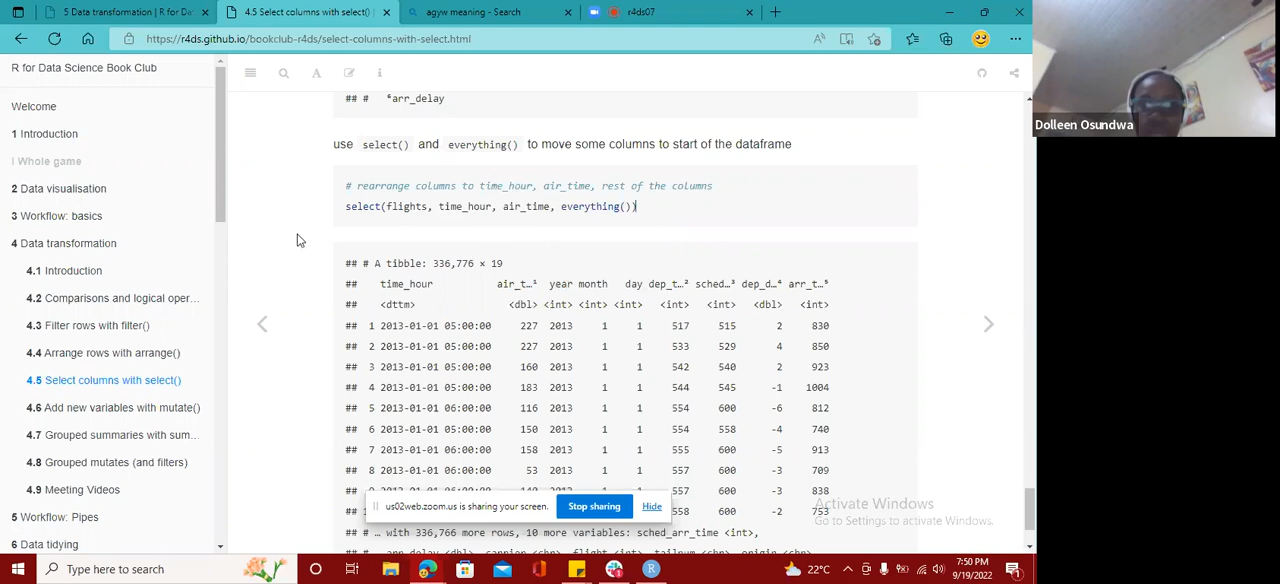 5 Data transformation | R for Dat
4.5 Select columns with select() |
agyw meaning - Search
r4ds07
https://r4ds.github.io/bookclub-r4ds/select-columns-with-select.html
R for Data Science Book Club
Welcome
1 Introduction
I Whole game
2 Data visualisation
3 Workflow: basics
4 Data transformation
4.1 Introduction
4.2 Comparisons and logical oper...
4.3 Filter rows with filter()
4.4 Arrange rows with arrange()
4.5 Select columns with select()
4.6 Add new variables with mutate()
4.7 Grouped summaries with sum...
4.8 Grouped mutates (and filters)
4.9 Meeting Videos
5 Workflow: Pipes
6 Data tidying
## # ⁶arr_delay
use select() and everything() to move some columns to start of the dataframe
# rearrange columns to time_hour, air_time, rest of the columns
select(flights, time_hour, air_time, everything())
## # A tibble: 336,776 × 19
## time_hour air_t…¹ year month day dep_t…² sched…³ dep_d…⁴ arr_t…⁵
## <dttm> <dbl> <int> <int> <int> <int> <int> <dbl> <int>
## 1 2013-01-01 05:00:00 227 2013 1 1 517 515 2 830
## 2 2013-01-01 05:00:00 227 2013 1 1 533 529 4 850
## 3 2013-01-01 05:00:00 160 2013 1 1 542 540 2 923
## 4 2013-01-01 05:00:00 183 2013 1 1 544 545 -1 1004
## 5 2013-01-01 06:00:00 116 2013 1 1 554 600 -6 812
## 6 2013-01-01 05:00:00 150 2013 1 1 554 558 -4 740
## 7 2013-01-01 06:00:00 158 2013 1 1 555 600 -5 913
## 8 2013-01-01 06:00:00 53 2013 1 1 557 600 -3 709
557 600 -3 838
558 600 -2 753
## # … with 336,766 more rows, 10 more variables: sched_arr_time <int>,
## # arr_delay <dbl>, carrier <chr>, flight <int>, tailnum <chr>, origin <chr>,
us02web.zoom.us is sharing your screen.
Stop sharing
Hide
Activate Windows
Go to Settings to activate Windows.
Dolleen Osundwa
Type here to search
22°C
7:50 PM
9/19/2022